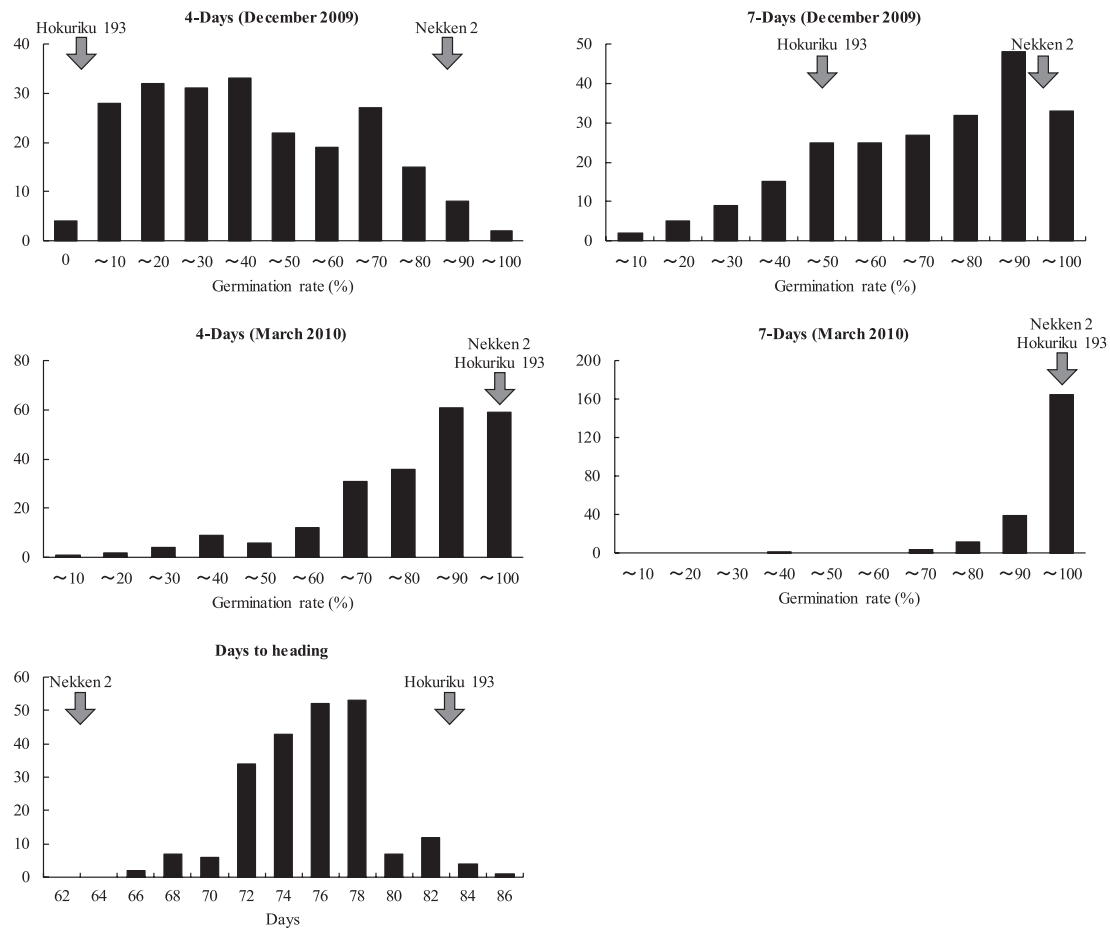 4-Days (December 2009)
Hokuriku 193
Nekken 2
40
30
20
10
0
0 ～10 ～20 ～30 ～40 ～50 ～60 ～70 ～80 ～90 ～100
Germination rate (%)
7-Days (December 2009)
Hokuriku 193
Nekken 2
50
40
30
20
10
0
～10 ～20 ～30 ～40 ～50 ～60 ～70 ～80 ～90 ～100
Germination rate (%)
4-Days (March 2010)
Nekken 2
Hokuriku 193
80
60
40
20
0
～10 ～20 ～30 ～40 ～50 ～60 ～70 ～80 ～90 ～100
Germination rate (%)
7-Days (March 2010)
Nekken 2
Hokuriku 193
200
160
120
80
40
0
～10 ～20 ～30 ～40 ～50 ～60 ～70 ～80 ～90 ～100
Germination rate (%)
Days to heading
Nekken 2
Hokuriku 193
60
50
40
30
20
10
0
62 64 66 68 70 72 74 76 78 80 82 84 86
Days